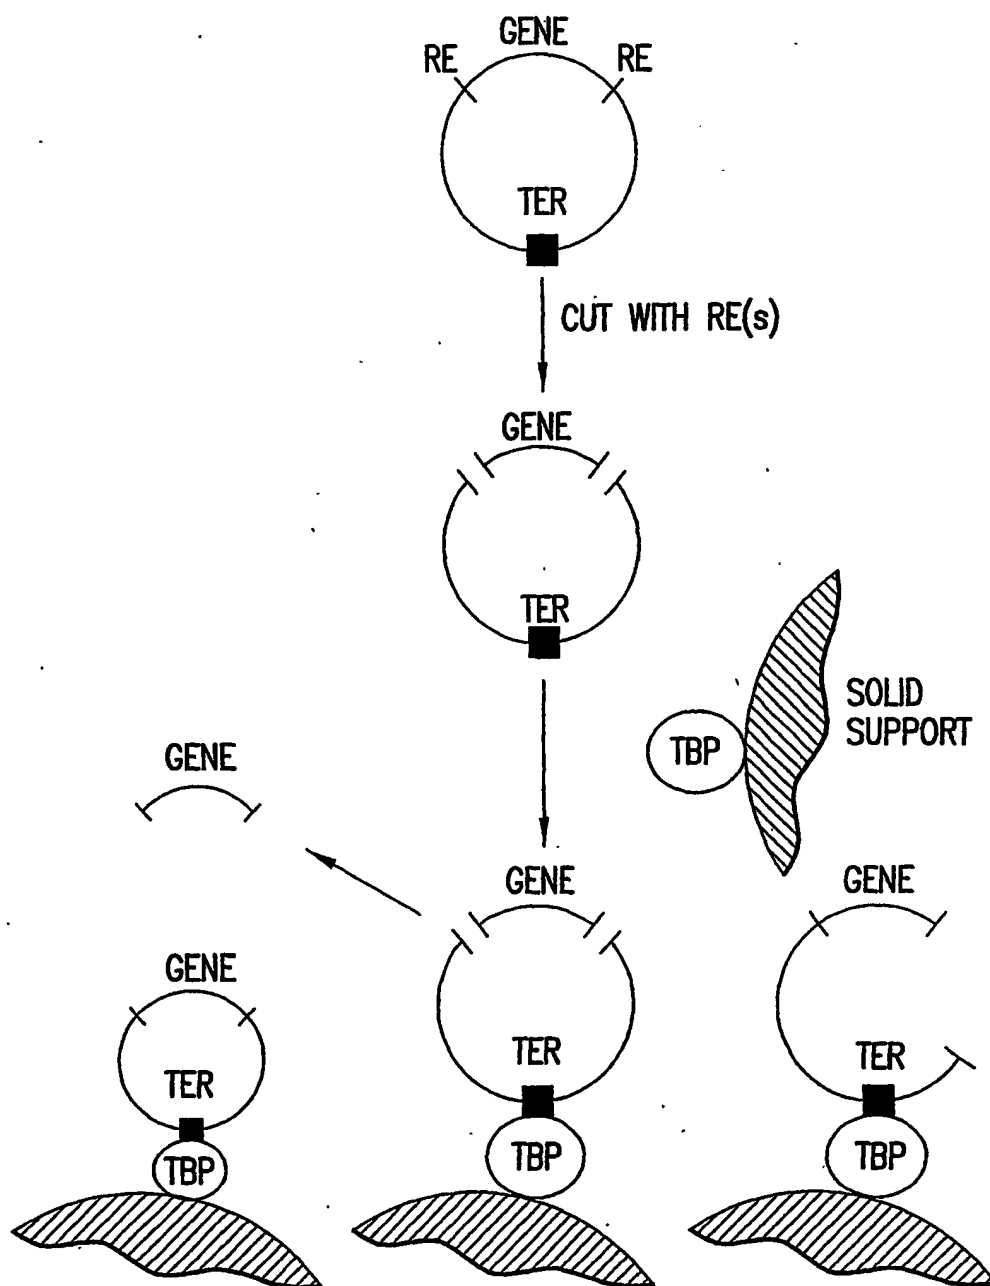 GENE
RE
RE
TER
CUT WITH RE(s)
GENE
TER
SOLID
SUPPORT
TBP
GENE
GENE
GENE
GENE
TER
TER
TER
TBP
TBP
TBP